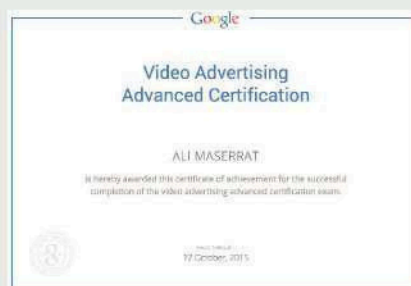 Google
Video Advertising
Advanced Certification
ALI MASERRAT
is hereby awarded this certificate of achievement for the successful
completion of the video advertising advanced certification exam.
17 October, 2015